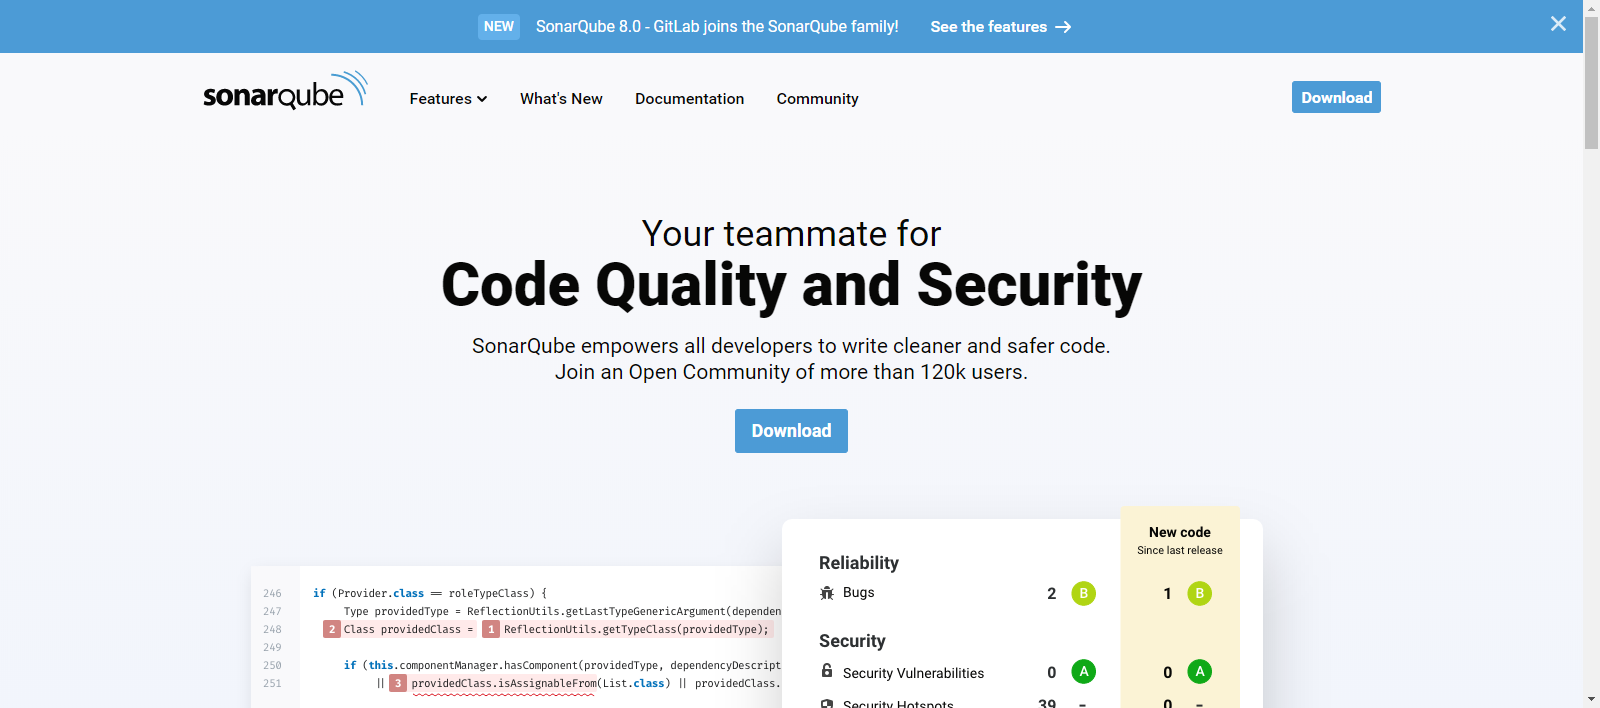 NEW SonarQube 8.0 - GitLab joins the SonarQube family! See the features →
sonarqube Features What's New Documentation Community Download
Your teammate for
Code Quality and Security
SonarQube empowers all developers to write cleaner and safer code.
Join an Open Community of more than 120k users.
Download
New code
Since last release
Reliability
Bugs 2 B 1 B
Security
Security Vulnerabilities 0 A 0 A
Security Hotspots 39 - 0 -
246 if (Provider.class == roleTypeClass) {
247 Type providedType = ReflectionUtils.getLastTypeGenericArgument(dependen
248 2 Class providedClass = 1 ReflectionUtils.getTypeClass(providedType);
249
250 if (this.componentManager.hasComponent(providedType, dependencyDescript
251 || 3 providedClass.isAssignableFrom(List.class) || providedClass.